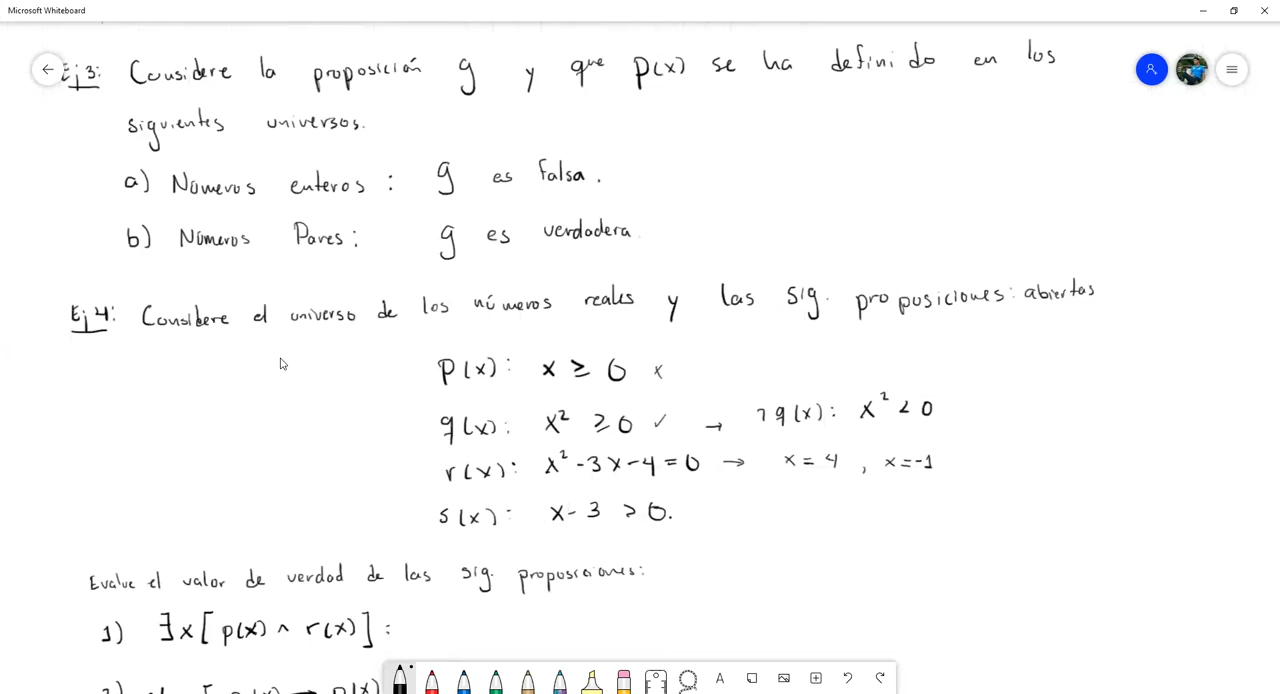 Microsoft Whiteboard
Ej 3: Considere la proposición g y que p(x) se ha definido en los
siguientes universos.
a) Números enteros: g es falsa.
b) Números Pares: g es verdadera.
Ej 4: Considere el universo de los números reales y las sig. proposiciones: abiertas
p(x): x ≥ 0 x
q(x): x² ≥ 0 ✓ → ¬q(x): x² < 0
r(x): x² - 3x - 4 = 0 → x = 4 , x = -1
s(x): x - 3 > 0.
Evalue el valor de verdad de las sig. proposiciones:
1) ∃x [ p(x) ∧ r(x) ] :